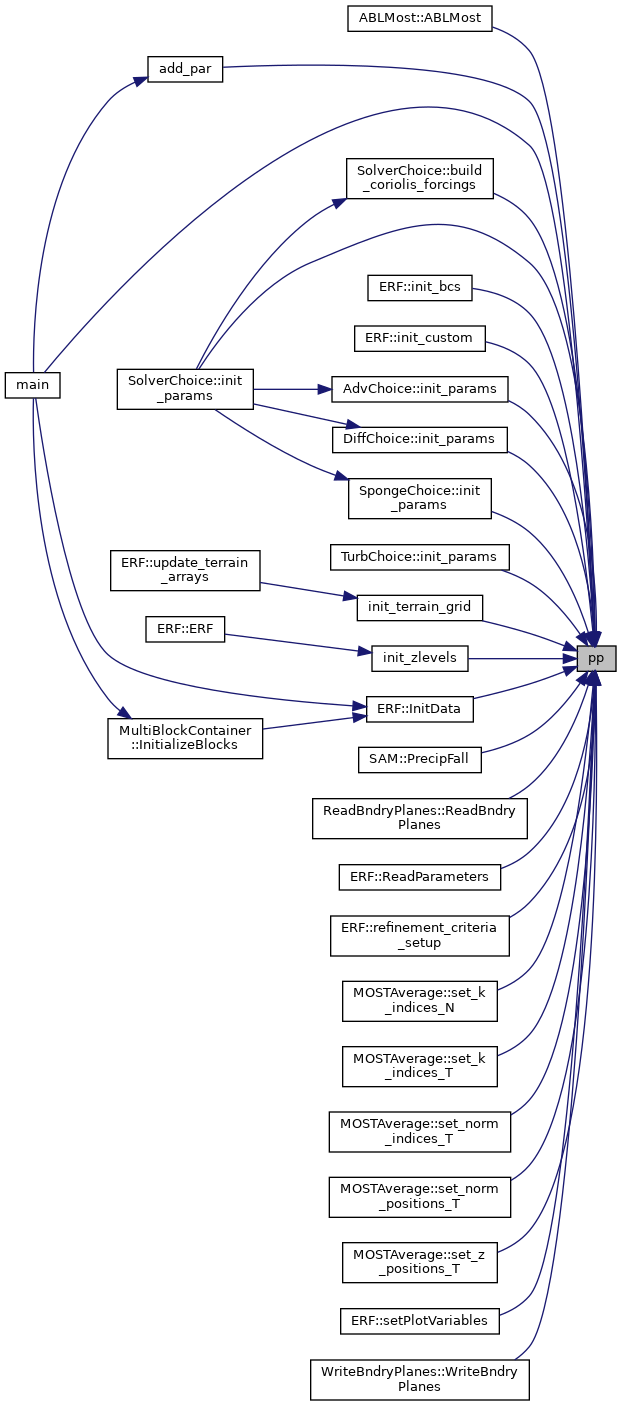 ABLMost::ABLMost
add_par
SolverChoice::build
_coriolis_forcings
ERF::init_bcs
ERF::init_custom
main
SolverChoice::init
_params
AdvChoice::init_params
DiffChoice::init_params
SpongeChoice::init
_params
TurbChoice::init_params
ERF::update_terrain
_arrays
init_terrain_grid
ERF::ERF
init_zlevels
pp
ERF::InitData
MultiBlockContainer
::InitializeBlocks
SAM::PrecipFall
ReadBndryPlanes::ReadBndry
Planes
ERF::ReadParameters
ERF::refinement_criteria
_setup
MOSTAverage::set_k
_indices_N
MOSTAverage::set_k
_indices_T
MOSTAverage::set_norm
_indices_T
MOSTAverage::set_norm
_positions_T
MOSTAverage::set_z
_positions_T
ERF::setPlotVariables
WriteBndryPlanes::WriteBndry
Planes